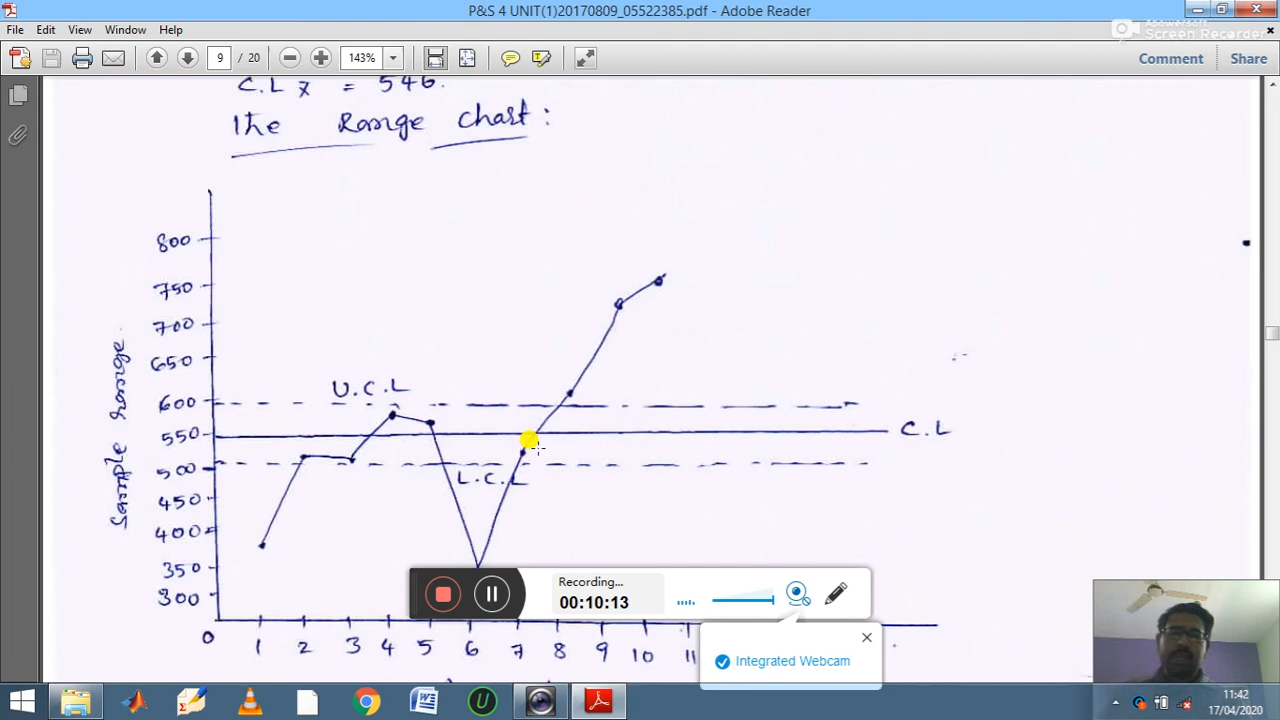 P&S 4 UNIT(1)20170809_05522385.pdf - Adobe Reader
File Edit View Window Help
Apowersoft
Screen Recorder
9 / 20 143% Comment Share
C.L x = 546.
The Range chart:
800
750
700
650
U.C.L
600
550 C.L
500
L.C.L
450
400
350
300
Sample range
0 1 2 3 4 5 6 7 8 9 10 11
Recording...
00:10:13
Integrated Webcam
11:42
17/04/2020